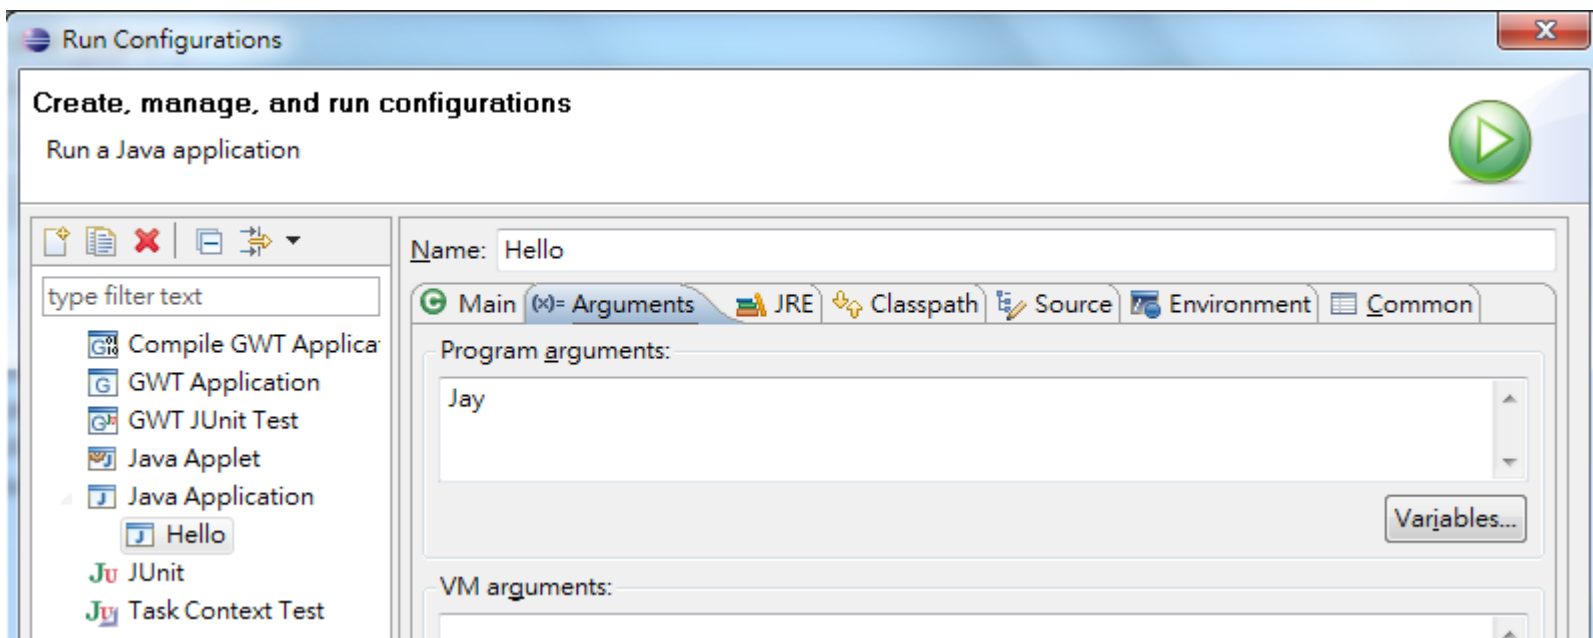 Run Configurations
Create, manage, and run configurations
Run a Java application
type filter text
Compile GWT Applica
GWT Application
GWT JUnit Test
Java Applet
Java Application
Hello
JUnit
Task Context Test
Name: Hello
Main (x)= Arguments JRE Classpath Source Environment Common
Program arguments:
Jay
Variables...
VM arguments: